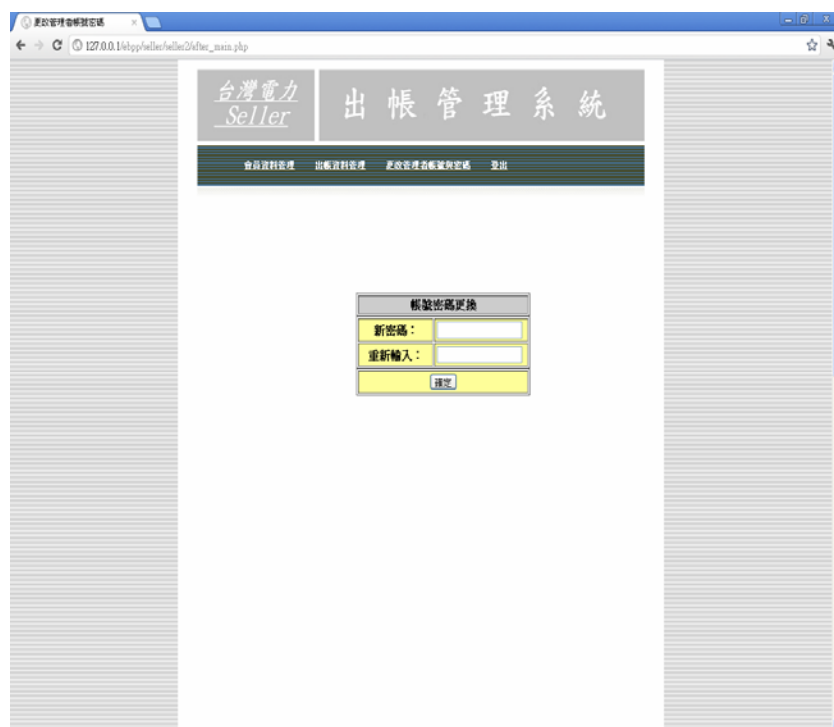 更改管理者帳號密碼
127.0.0.1/ebpp/seller/seller2/after_main.php
台灣電力
Seller
出帳管理系統
會員資料管理 出帳資料管理 更改管理者帳號與密碼 登出
帳號密碼更換
新密碼：
重新輸入：
確定